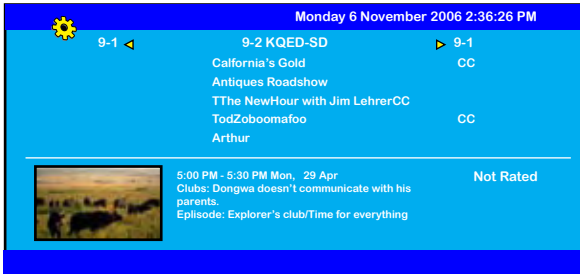 Monday 6 November 2006 2:36:26 PM
9-1 9-2 KQED-SD 9-1
Calfornia's Gold CC
Antiques Roadshow
TThe NewHour with Jim LehrerCC
TodZoboomafoo CC
Arthur
5:00 PM - 5:30 PM Mon, 29 Apr
Clubs: Dongwa doesn't communicate with his
parents.
Eplisode: Explorer's club/Time for everything
Not Rated